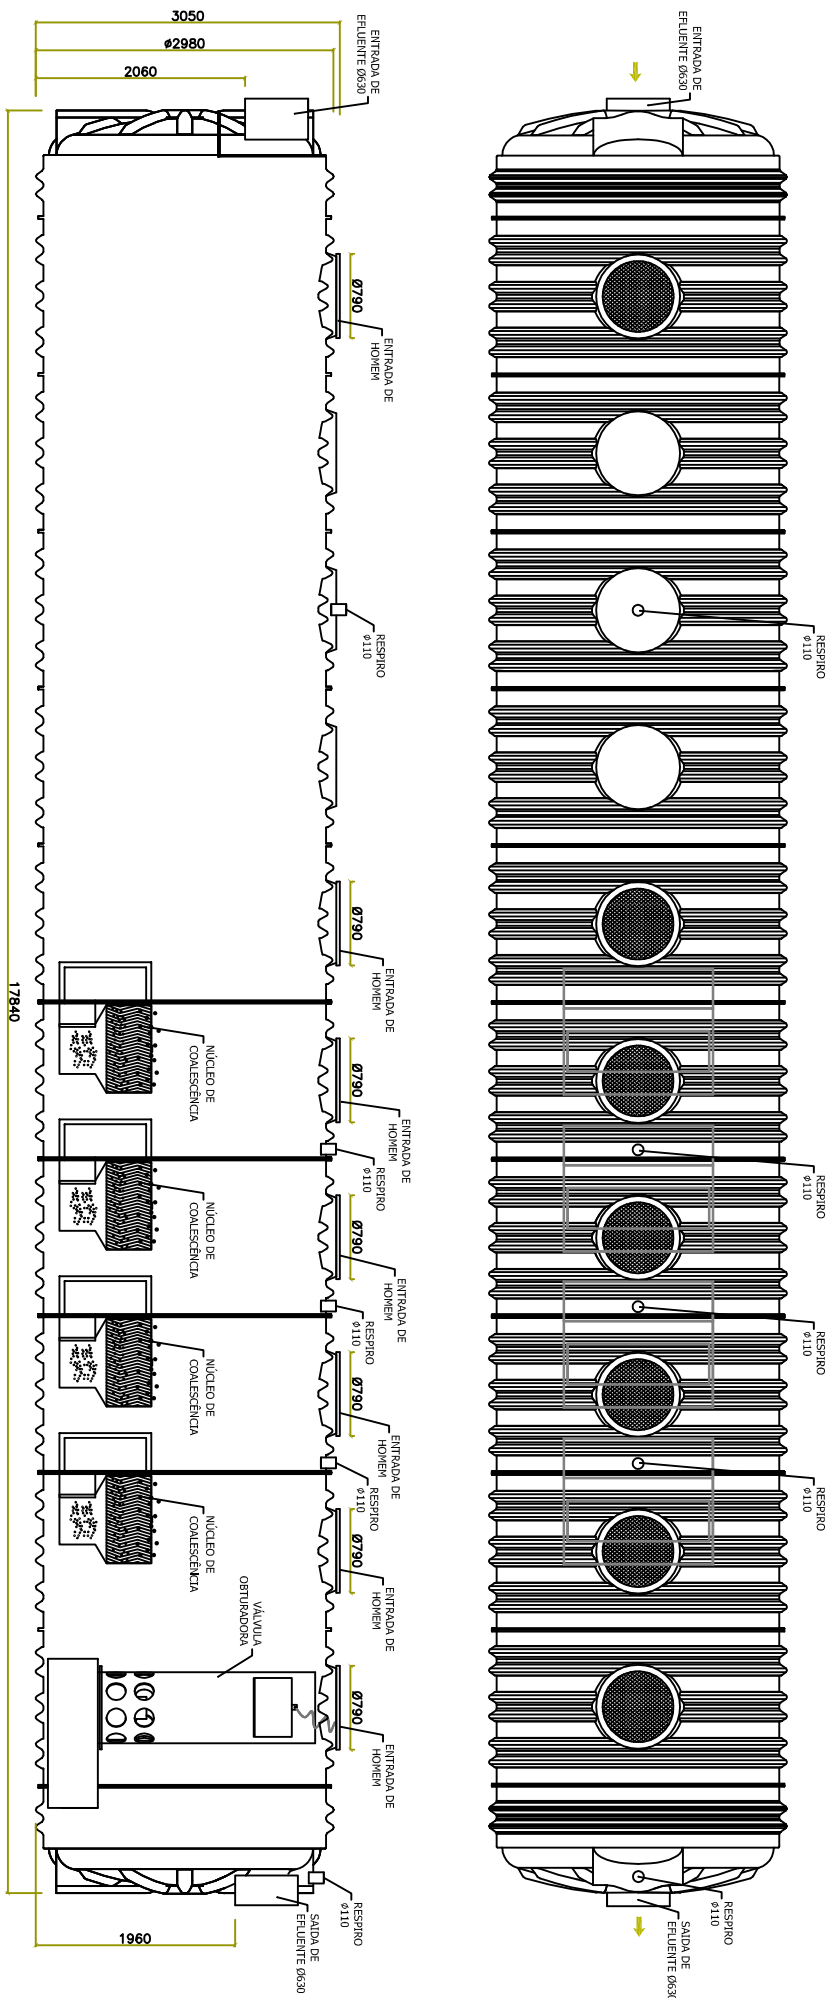 3050
ø2980
2060
ENTRADA DE
EFLUENTE Ø630
Ø790
ENTRADA DE
HOMEM
RESPIRO
ø110
Ø790
ENTRADA DE
HOMEM
Ø790
ENTRADA DE
HOMEM
RESPIRO
ø110
Ø790
ENTRADA DE
HOMEM
RESPIRO
ø110
Ø790
ENTRADA DE
HOMEM
RESPIRO
ø110
Ø790
ENTRADA DE
HOMEM
Ø790
ENTRADA DE
HOMEM
NÚCLEO DE
COALESCÊNCIA
NÚCLEO DE
COALESCÊNCIA
NÚCLEO DE
COALESCÊNCIA
NÚCLEO DE
COALESCÊNCIA
VÁLVULA
OBTURADORA
17840
1960
RESPIRO
ø110
SAIDA DE
EFLUENTE Ø630
ENTRADA DE
EFLUENTE Ø630
RESPIRO
ø110
RESPIRO
ø110
RESPIRO
ø110
RESPIRO
ø110
RESPIRO
ø110
SAIDA DE
EFLUENTE Ø630